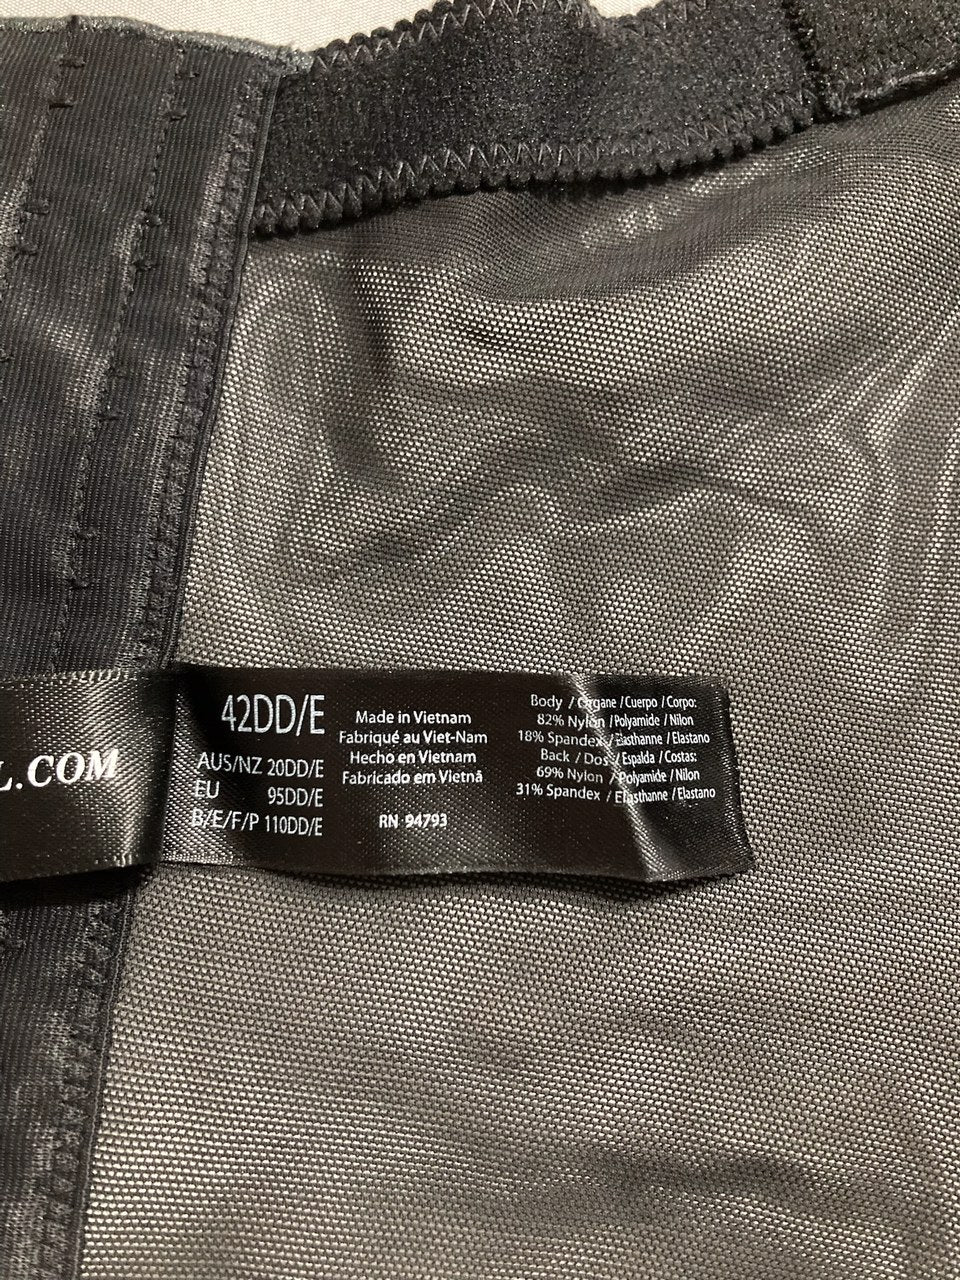 L.COM
42DD/E
AUS/NZ 20DD/E
EU 95DD/E
B/E/F/P 110DD/E
Made in Vietnam
Fabriqué au Viet-Nam
Hecho en Vietnam
Fabricado em Vietnã
RN 94793
Body / Organe / Cuerpo / Corpo:
82% Nylon / Polyamide / Nilon
18% Spandex / Elasthanne / Elastano
Back / Dos / Espalda / Costas:
69% Nylon / Polyamide / Nilon
31% Spandex / Elasthanne / Elastano